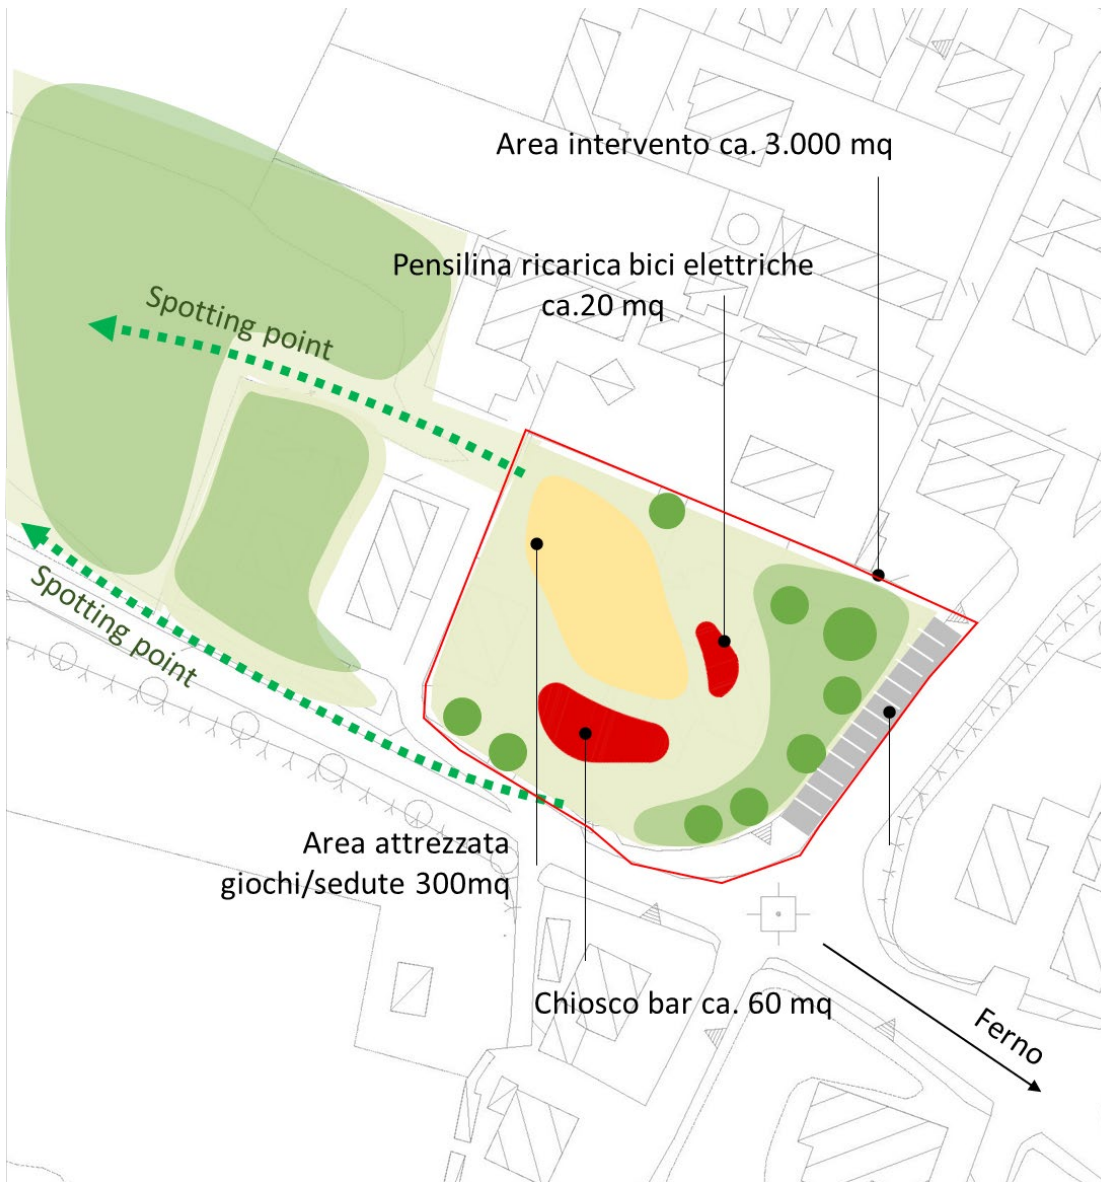 Area intervento ca. 3.000 mq
Pensilina ricarica bici elettriche
ca.20 mq
Spotting point
Spotting point
Area attrezzata
giochi/sedute 300mq
Chiosco bar ca. 60 mq
Ferno